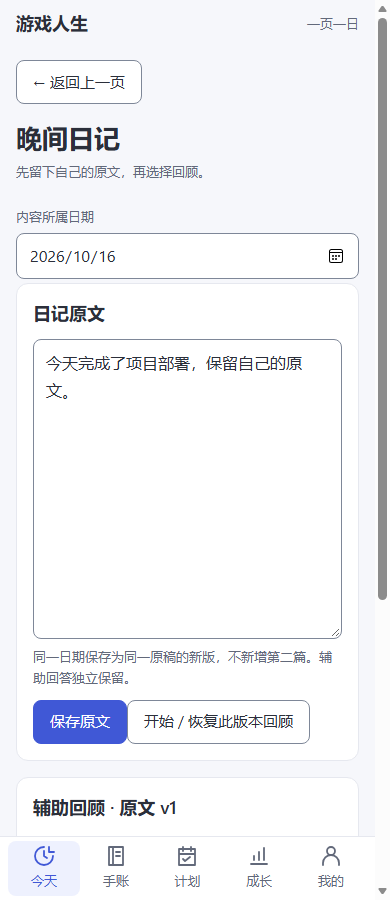 游戏人生
一页一日
← 返回上一页
晚间日记
先留下自己的原文，再选择回顾。
内容所属日期
2026/10/16
日记原文
今天完成了项目部署，保留自己的原
文。
同一日期保存为同一原稿的新版，不新增第二篇。辅
助回答独立保留。
保存原文
开始 / 恢复此版本回顾
辅助回顾 · 原文 v1
今天
手账
计划
成长
我的